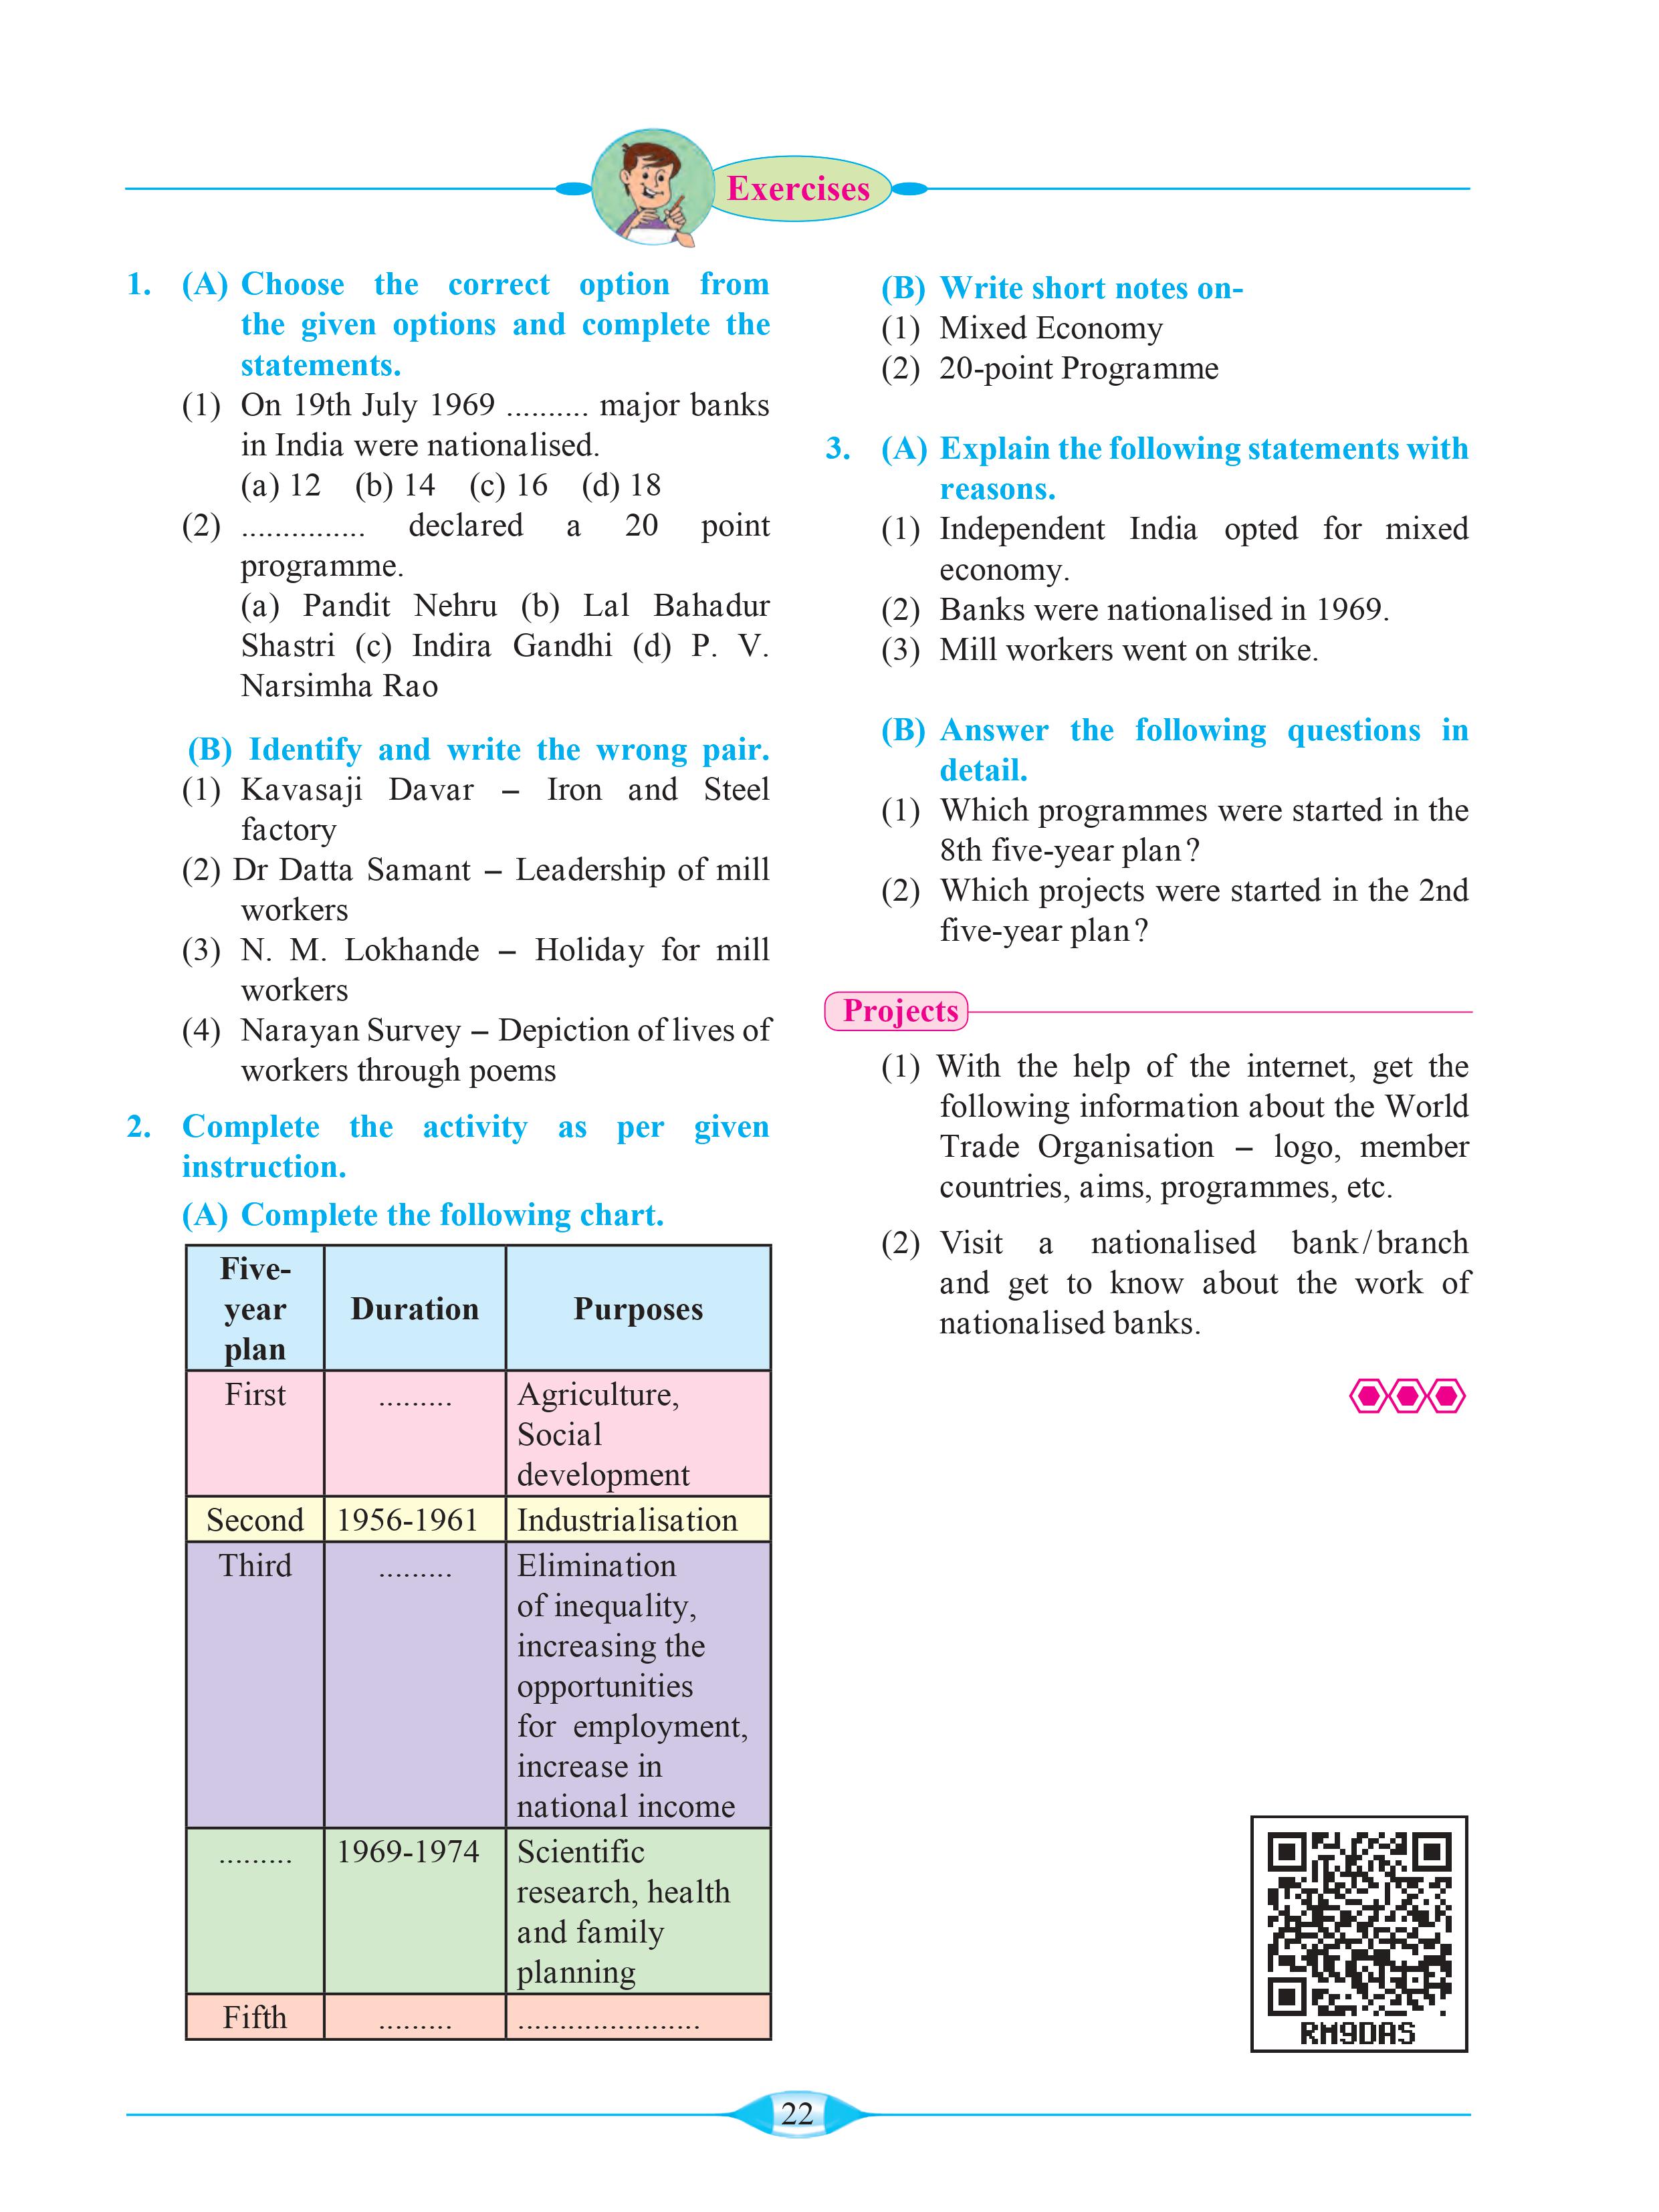 Exercises
1. (A) Choose the correct option from
the given options and complete the
statements.
(1) On 19th July 1969 .......... major banks
in India were nationalised.
(a) 12 (b) 14 (c) 16 (d) 18
(2) ............... declared a 20 point
programme.
(a) Pandit Nehru (b) Lal Bahadur
Shastri (c) Indira Gandhi (d) P. V.
Narsimha Rao
(B) Identify and write the wrong pair.
(1) Kavasaji Davar – Iron and Steel
factory
(2) Dr Datta Samant – Leadership of mill
workers
(3) N. M. Lokhande – Holiday for mill
workers
(4) Narayan Survey – Depiction of lives of
workers through poems
2. Complete the activity as per given
instruction.
(A) Complete the following chart.
Five-
year
plan
Duration
Purposes
First
.........
Agriculture,
Social
development
Second
1956-1961
Industrialisation
Third
.........
Elimination
of inequality,
increasing the
opportunities
for employment,
increase in
national income
.........
1969-1974
Scientific
research, health
and family
planning
Fifth
.........
......................
(B) Write short notes on-
(1) Mixed Economy
(2) 20-point Programme
3. (A) Explain the following statements with
reasons.
(1) Independent India opted for mixed
economy.
(2) Banks were nationalised in 1969.
(3) Mill workers went on strike.
(B) Answer the following questions in
detail.
(1) Which programmes were started in the
8th five-year plan?
(2) Which projects were started in the 2nd
five-year plan?
Projects
(1) With the help of the internet, get the
following information about the World
Trade Organisation – logo, member
countries, aims, programmes, etc.
(2) Visit a nationalised bank/branch
and get to know about the work of
nationalised banks.
RM9DAS
22